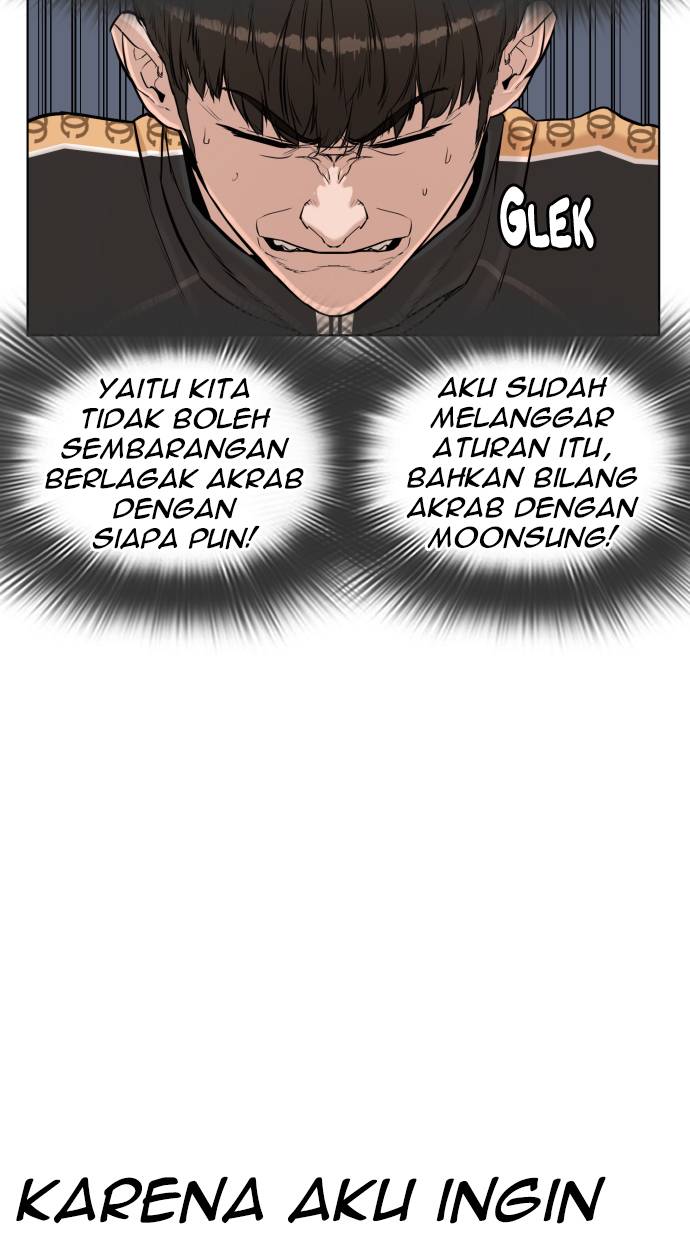 GLEK
YAITU KITA
TIDAK BOLEH
SEMBARANGAN
BERLAGAK AKRAB
DENGAN
SIAPA PUN!
AKU SUDAH
MELANGGAR
ATURAN ITU,
BAHKAN BILANG
AKRAB DENGAN
MOONSUNG!
KARENA AKU INGIN